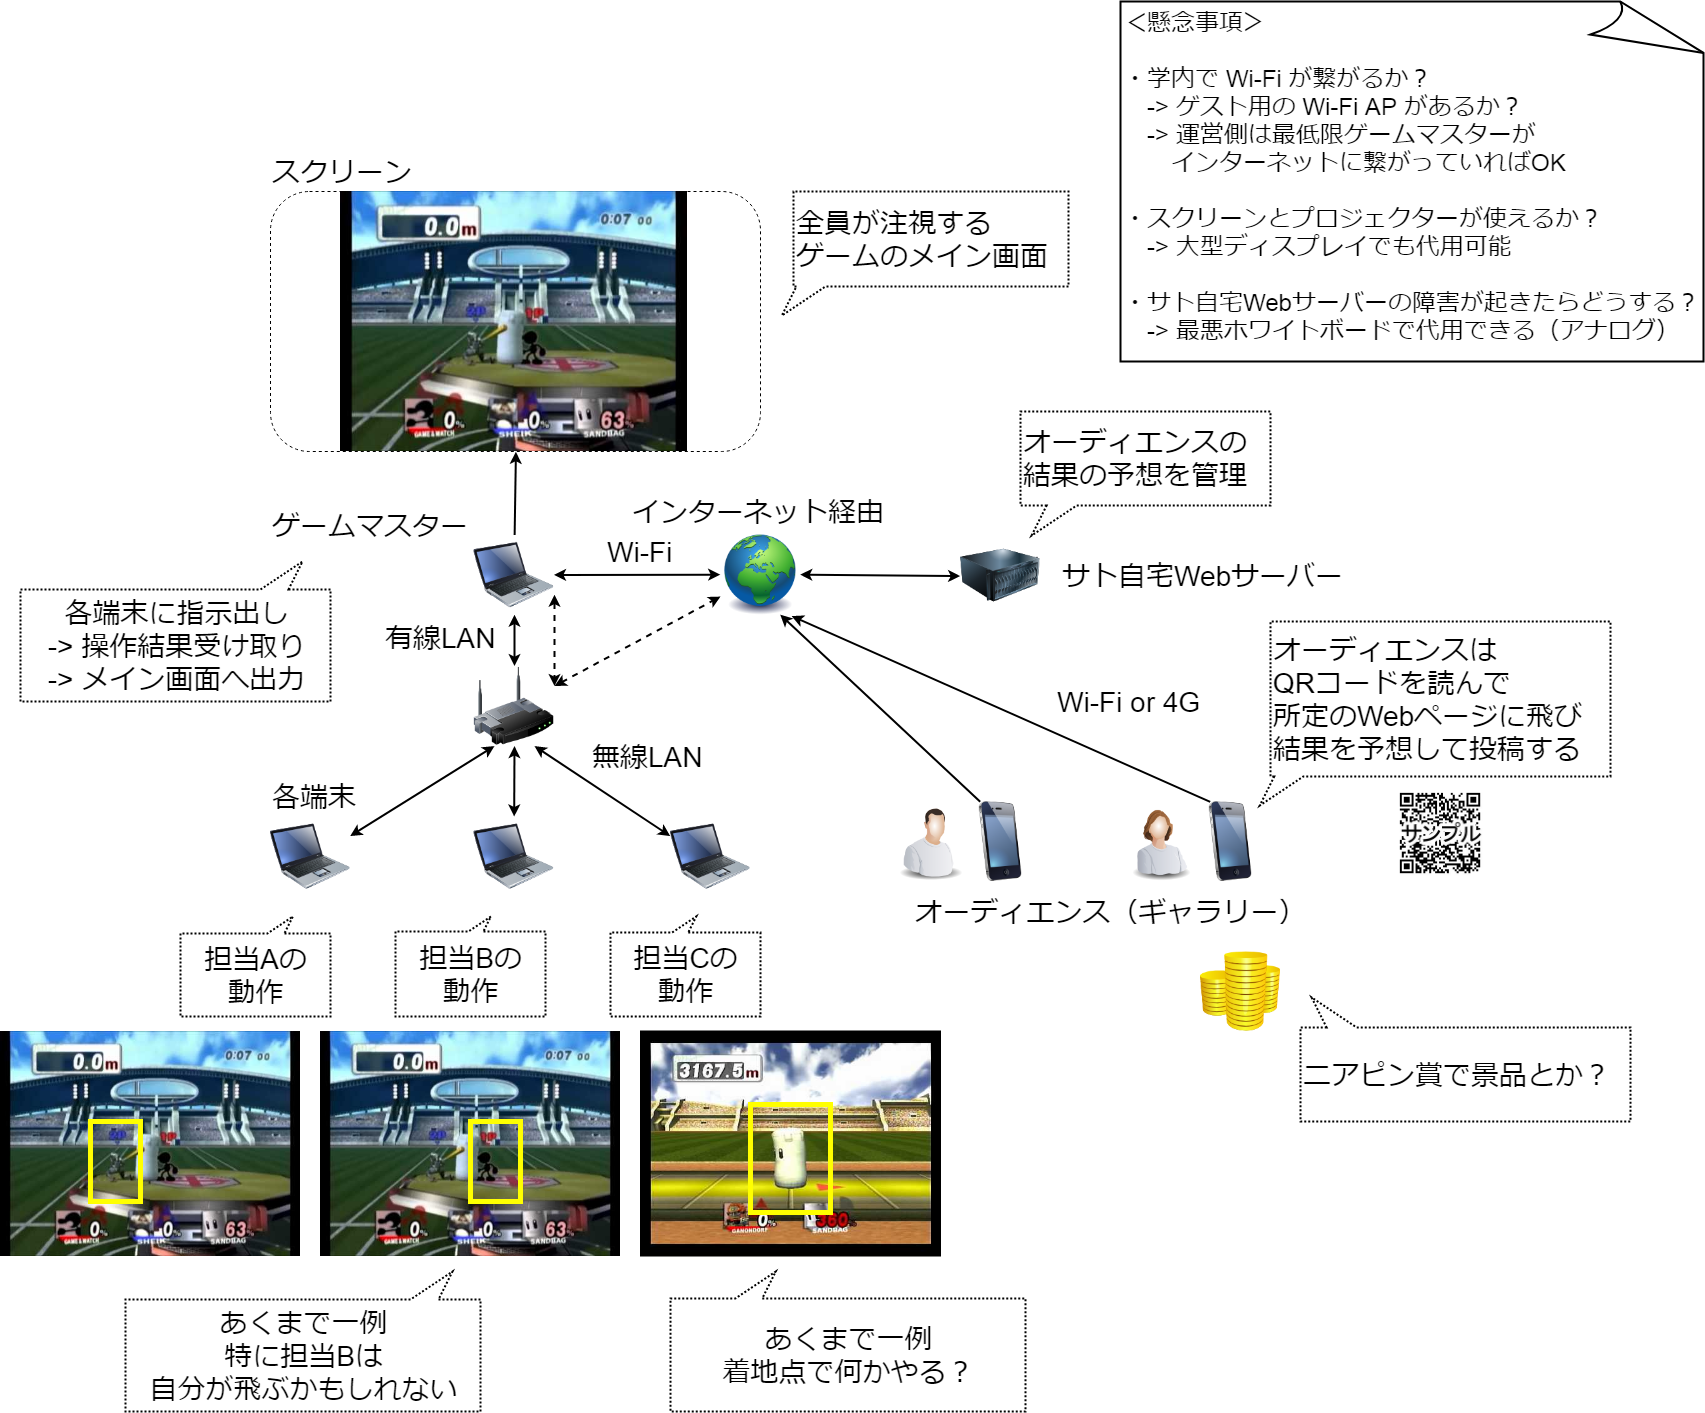 ＜懸念事項＞
・学内で Wi-Fi が繋がるか？
-> ゲスト用の Wi-Fi AP があるか？
-> 運営側は最低限ゲームマスターが
インターネットに繋がっていればOK
・スクリーンとプロジェクターが使えるか？
-> 大型ディスプレイでも代用可能
・サト自宅Webサーバーの障害が起きたらどうする？
-> 最悪ホワイトボードで代用できる（アナログ）
スクリーン
0.0m
0:07 00
2P
1P
0%
GAME&WATCH
0%
SHEIK
63%
SANDBAG
全員が注視する
ゲームのメイン画面
オーディエンスの
結果の予想を管理
ゲームマスター
インターネット経由
Wi-Fi
サト自宅Webサーバー
各端末に指示出し
-> 操作結果受け取り
-> メイン画面へ出力
有線LAN
オーディエンスは
QRコードを読んで
所定のWebページに飛び
結果を予想して投稿する
Wi-Fi or 4G
無線LAN
各端末
サンプル
オーディエンス（ギャラリー）
担当Aの
動作
担当Bの
動作
担当Cの
動作
ニアピン賞で景品とか？
0.0m
0:07 00
2P
1P
0%
GAME&WATCH
0%
SHEIK
63%
SANDBAG
0.0m
0:07 00
2P
1P
0%
GAME&WATCH
0%
SHEIK
63%
SANDBAG
3167.5m
0%
GANONDORF
360%
SANDBAG
あくまで一例
特に担当Bは
自分が飛ぶかもしれない
あくまで一例
着地点で何かやる？